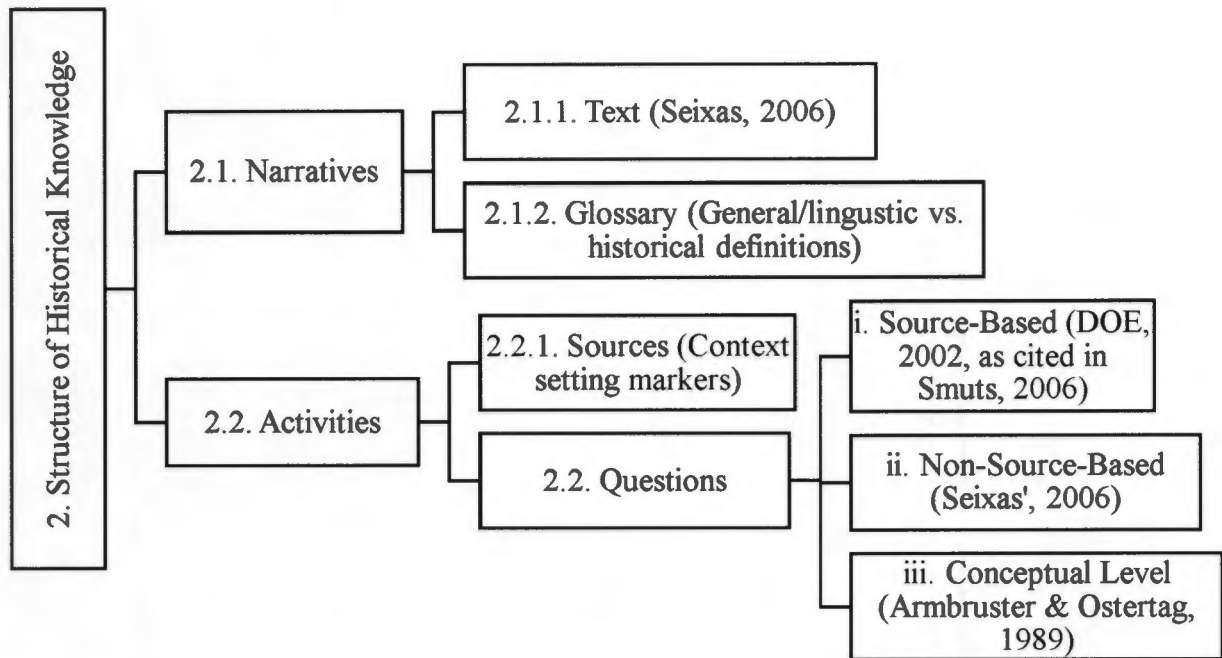 2. Structure of Historical Knowledge
2.1. Narratives
2.1.1. Text (Seixas, 2006)
2.1.2. Glossary (General/lingustic vs.
historical definitions)
2.2. Activities
2.2.1. Sources (Context
setting markers)
2.2. Questions
i. Source-Based (DOE,
2002, as cited in
Smuts, 2006)
ii. Non-Source-Based
(Seixas', 2006)
iii. Conceptual Level
(Armbruster & Ostertag,
1989)